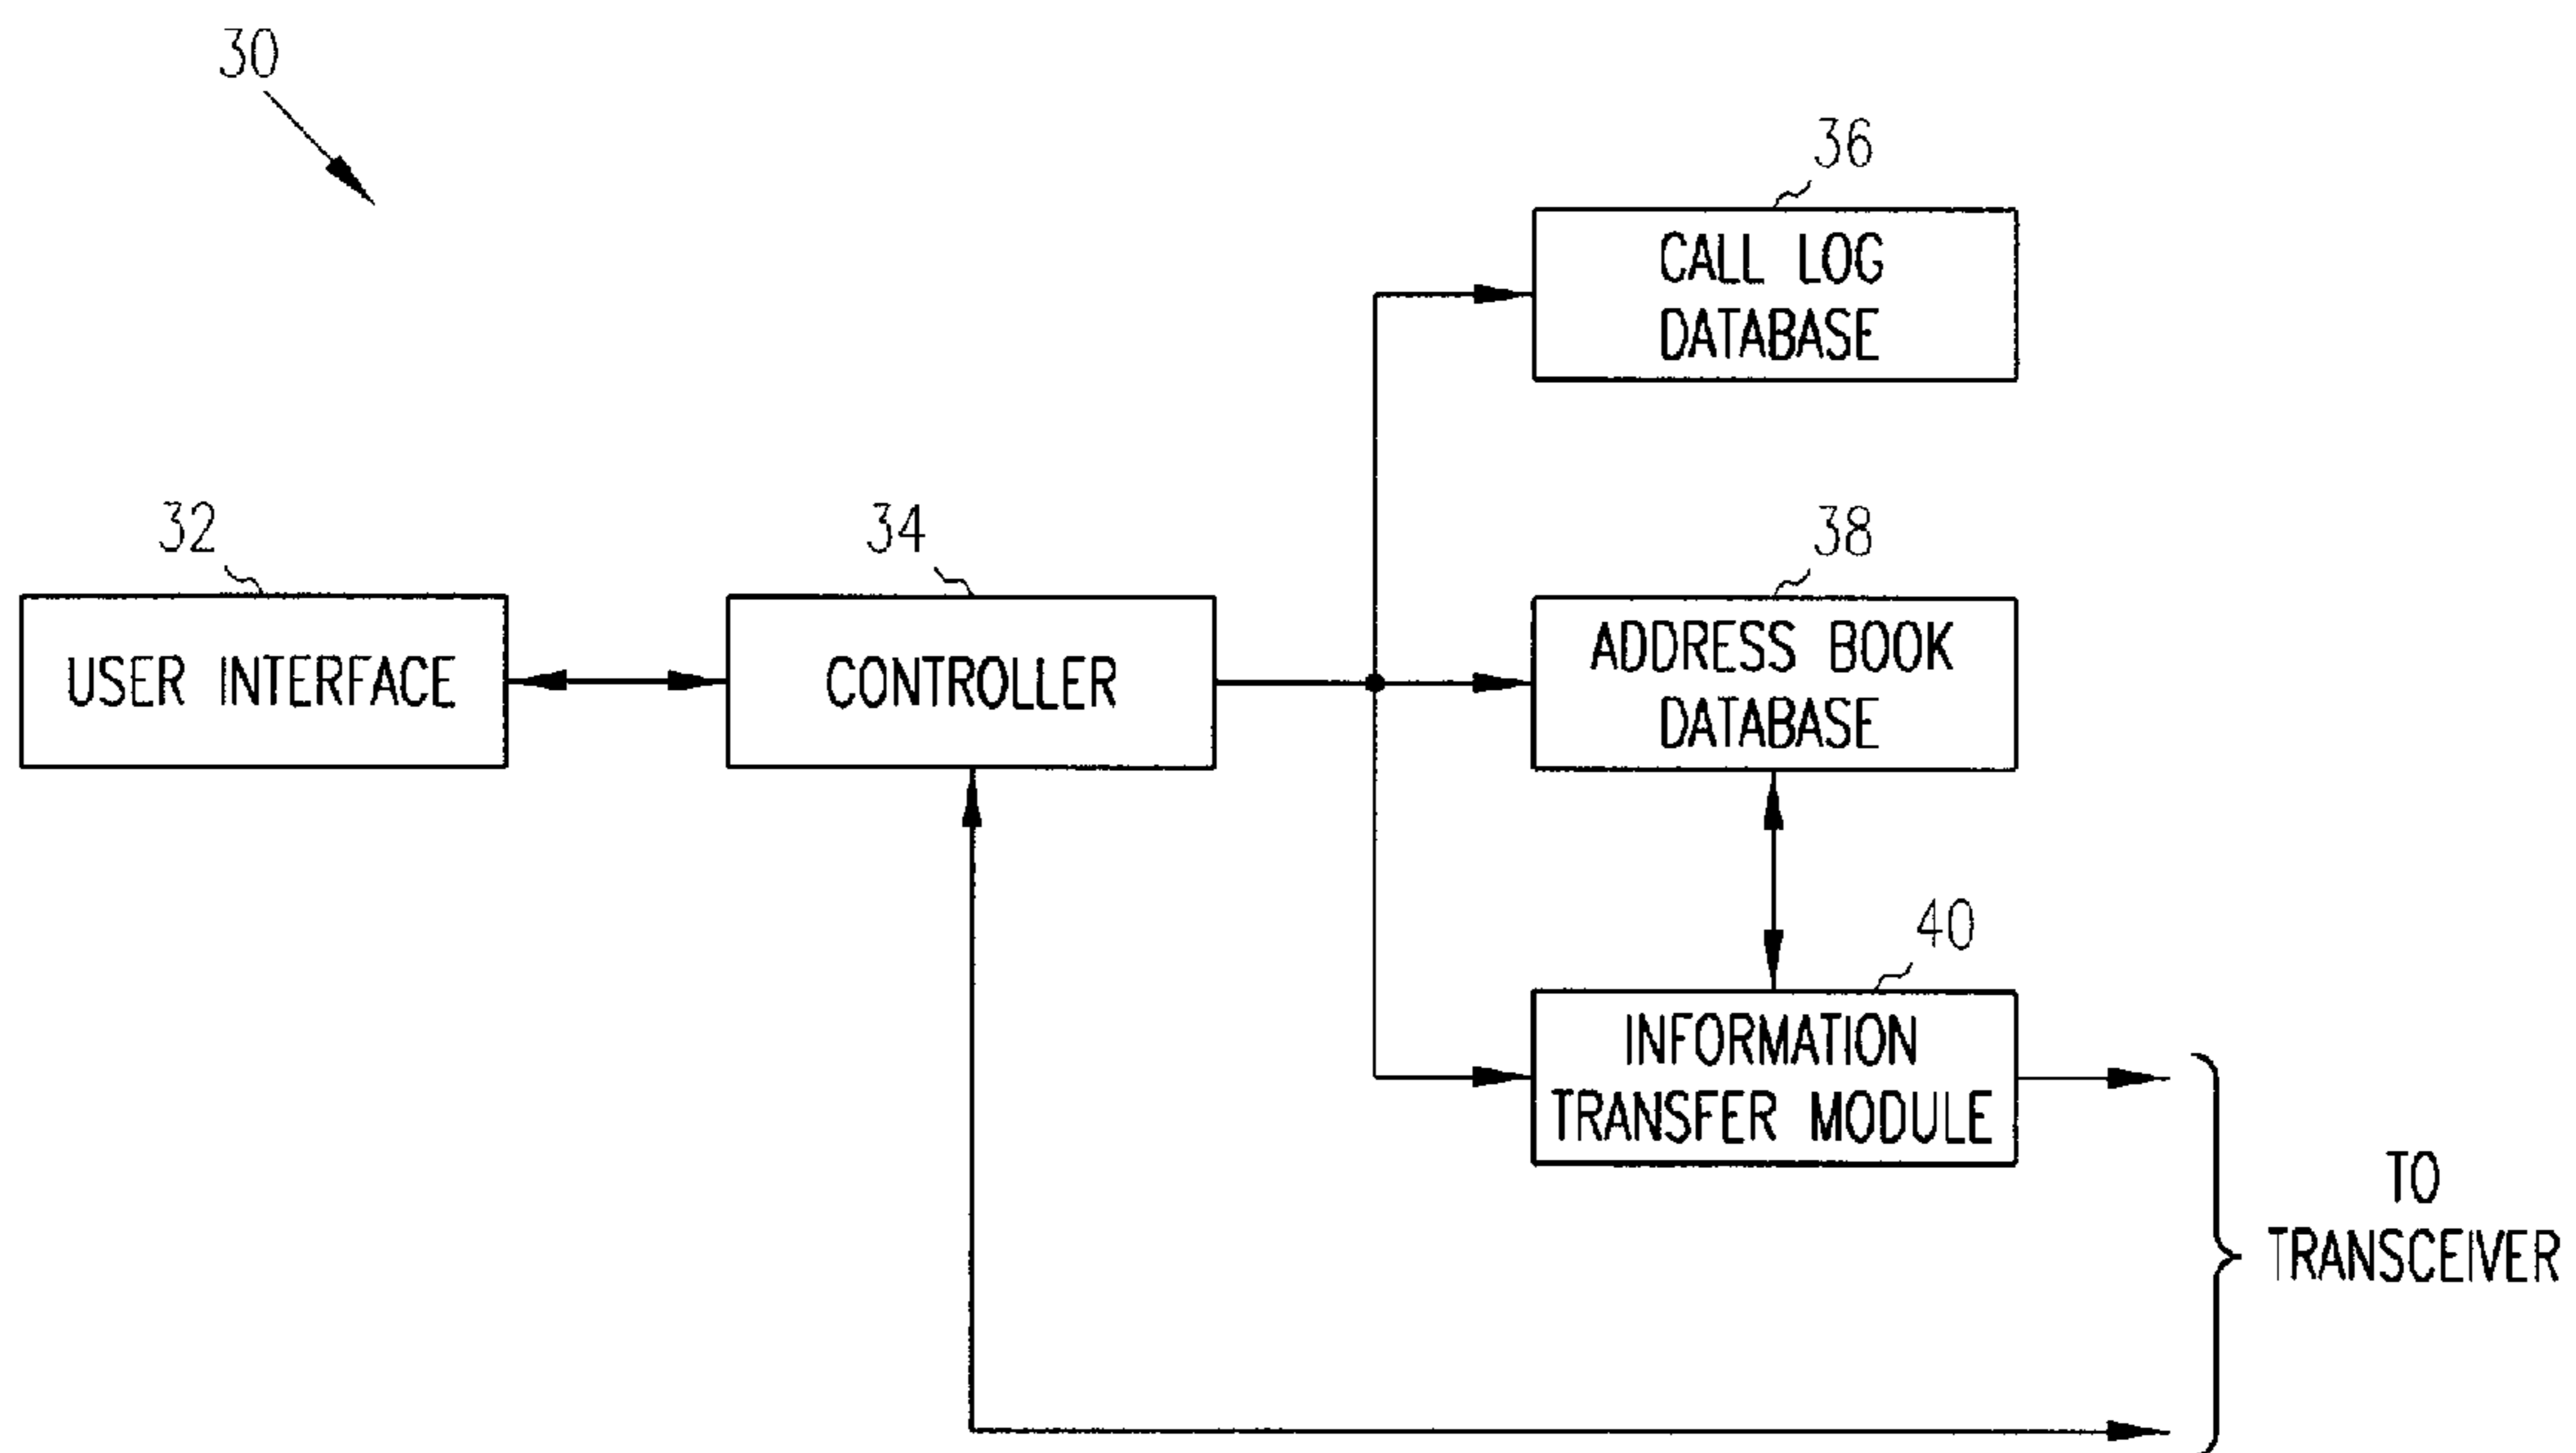 30
36
CALL LOG
DATABASE
32
34
38
USER INTERFACE
CONTROLLER
ADDRESS BOOK
DATABASE
40
INFORMATION
TRANSFER MODULE
TO
TRANSCEIVER